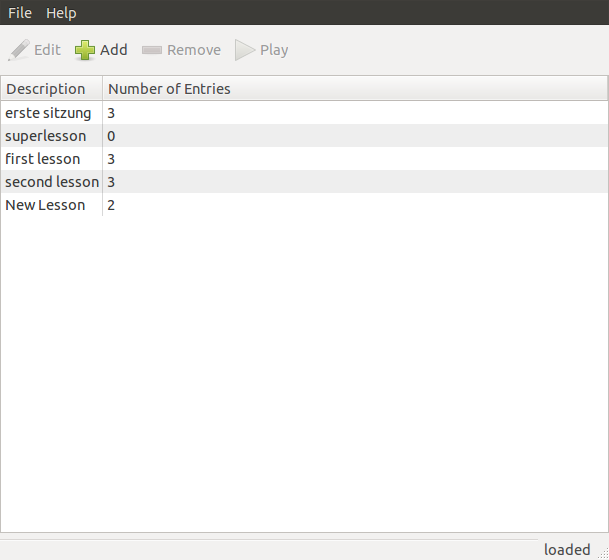 File Help
Edit Add Remove Play
Description Number of Entries
erste sitzung 3
superlesson 0
first lesson 3
second lesson 3
New Lesson 2
loaded